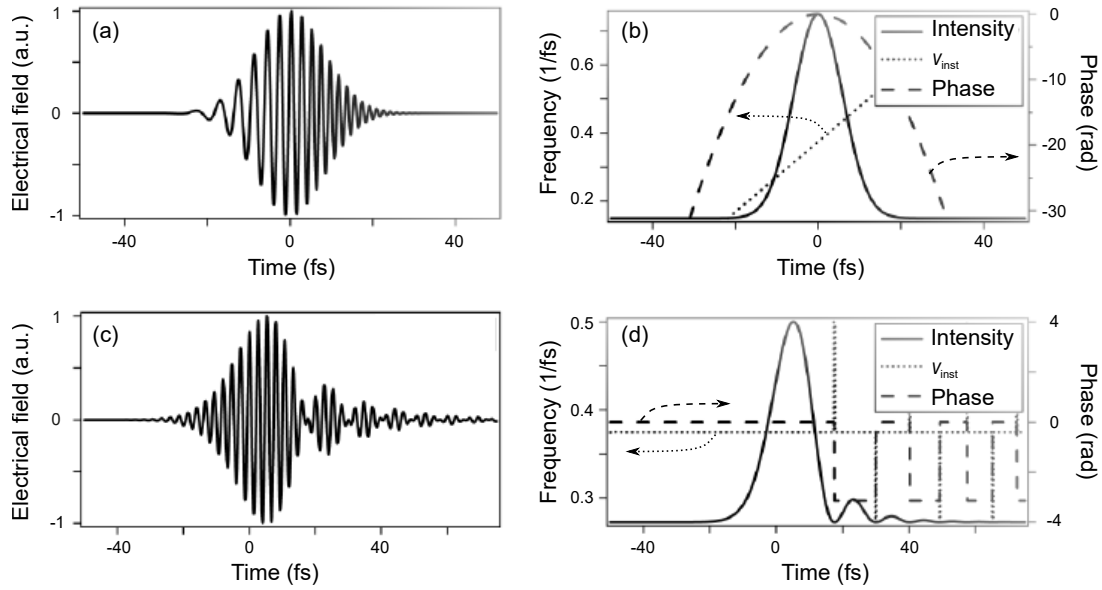 (a)
Electrical field (a.u.)
1
0
-1
-40
0
40
Time (fs)
(b)
Frequency (1/fs)
0.6
0.4
0.2
Intensity
Vinst
Phase
0
-10
-20
-30
Phase (rad)
-40
0
40
Time (fs)
(c)
Electrical field (a.u.)
1
0
-1
-40
0
40
Time (fs)
(d)
Frequency (1/fs)
0.5
0.4
0.3
Intensity
Vinst
Phase
4
0
-4
Phase (rad)
-40
0
40
Time (fs)